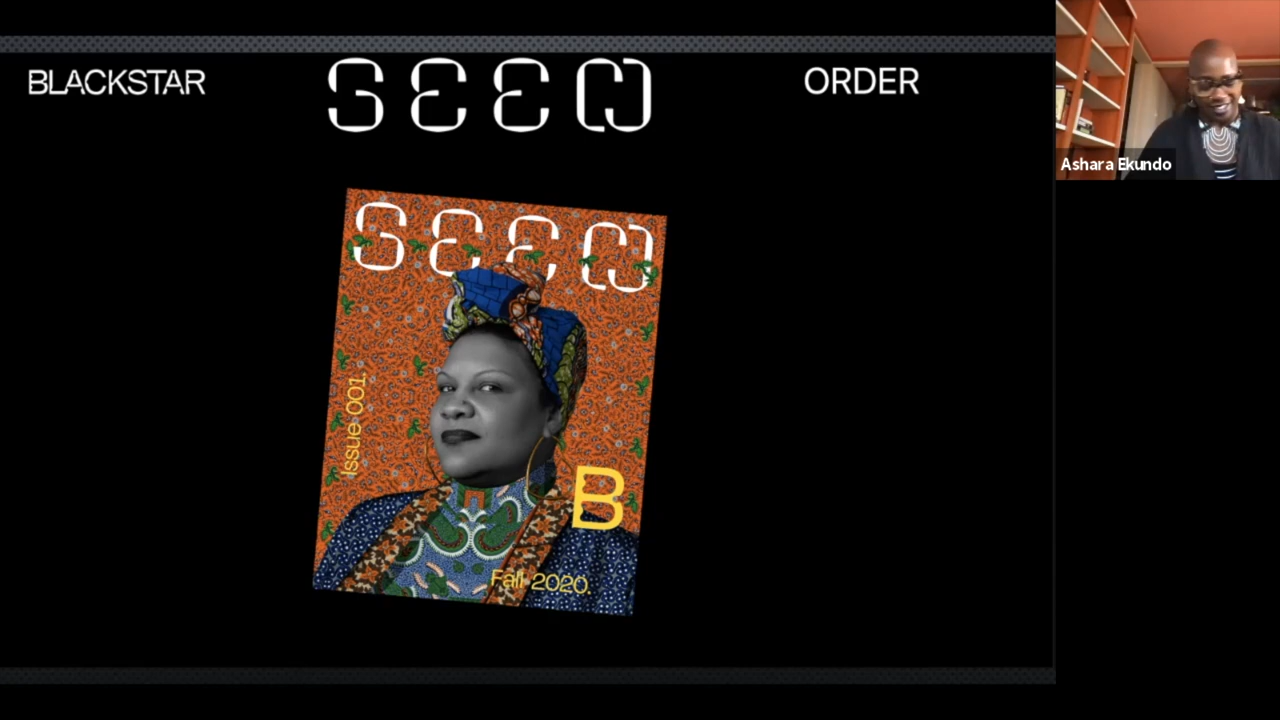 BLACKSTAR
SEEN
ORDER
Ashara Ekundo
SEEN
Issue 001.
B
Fall 2020.